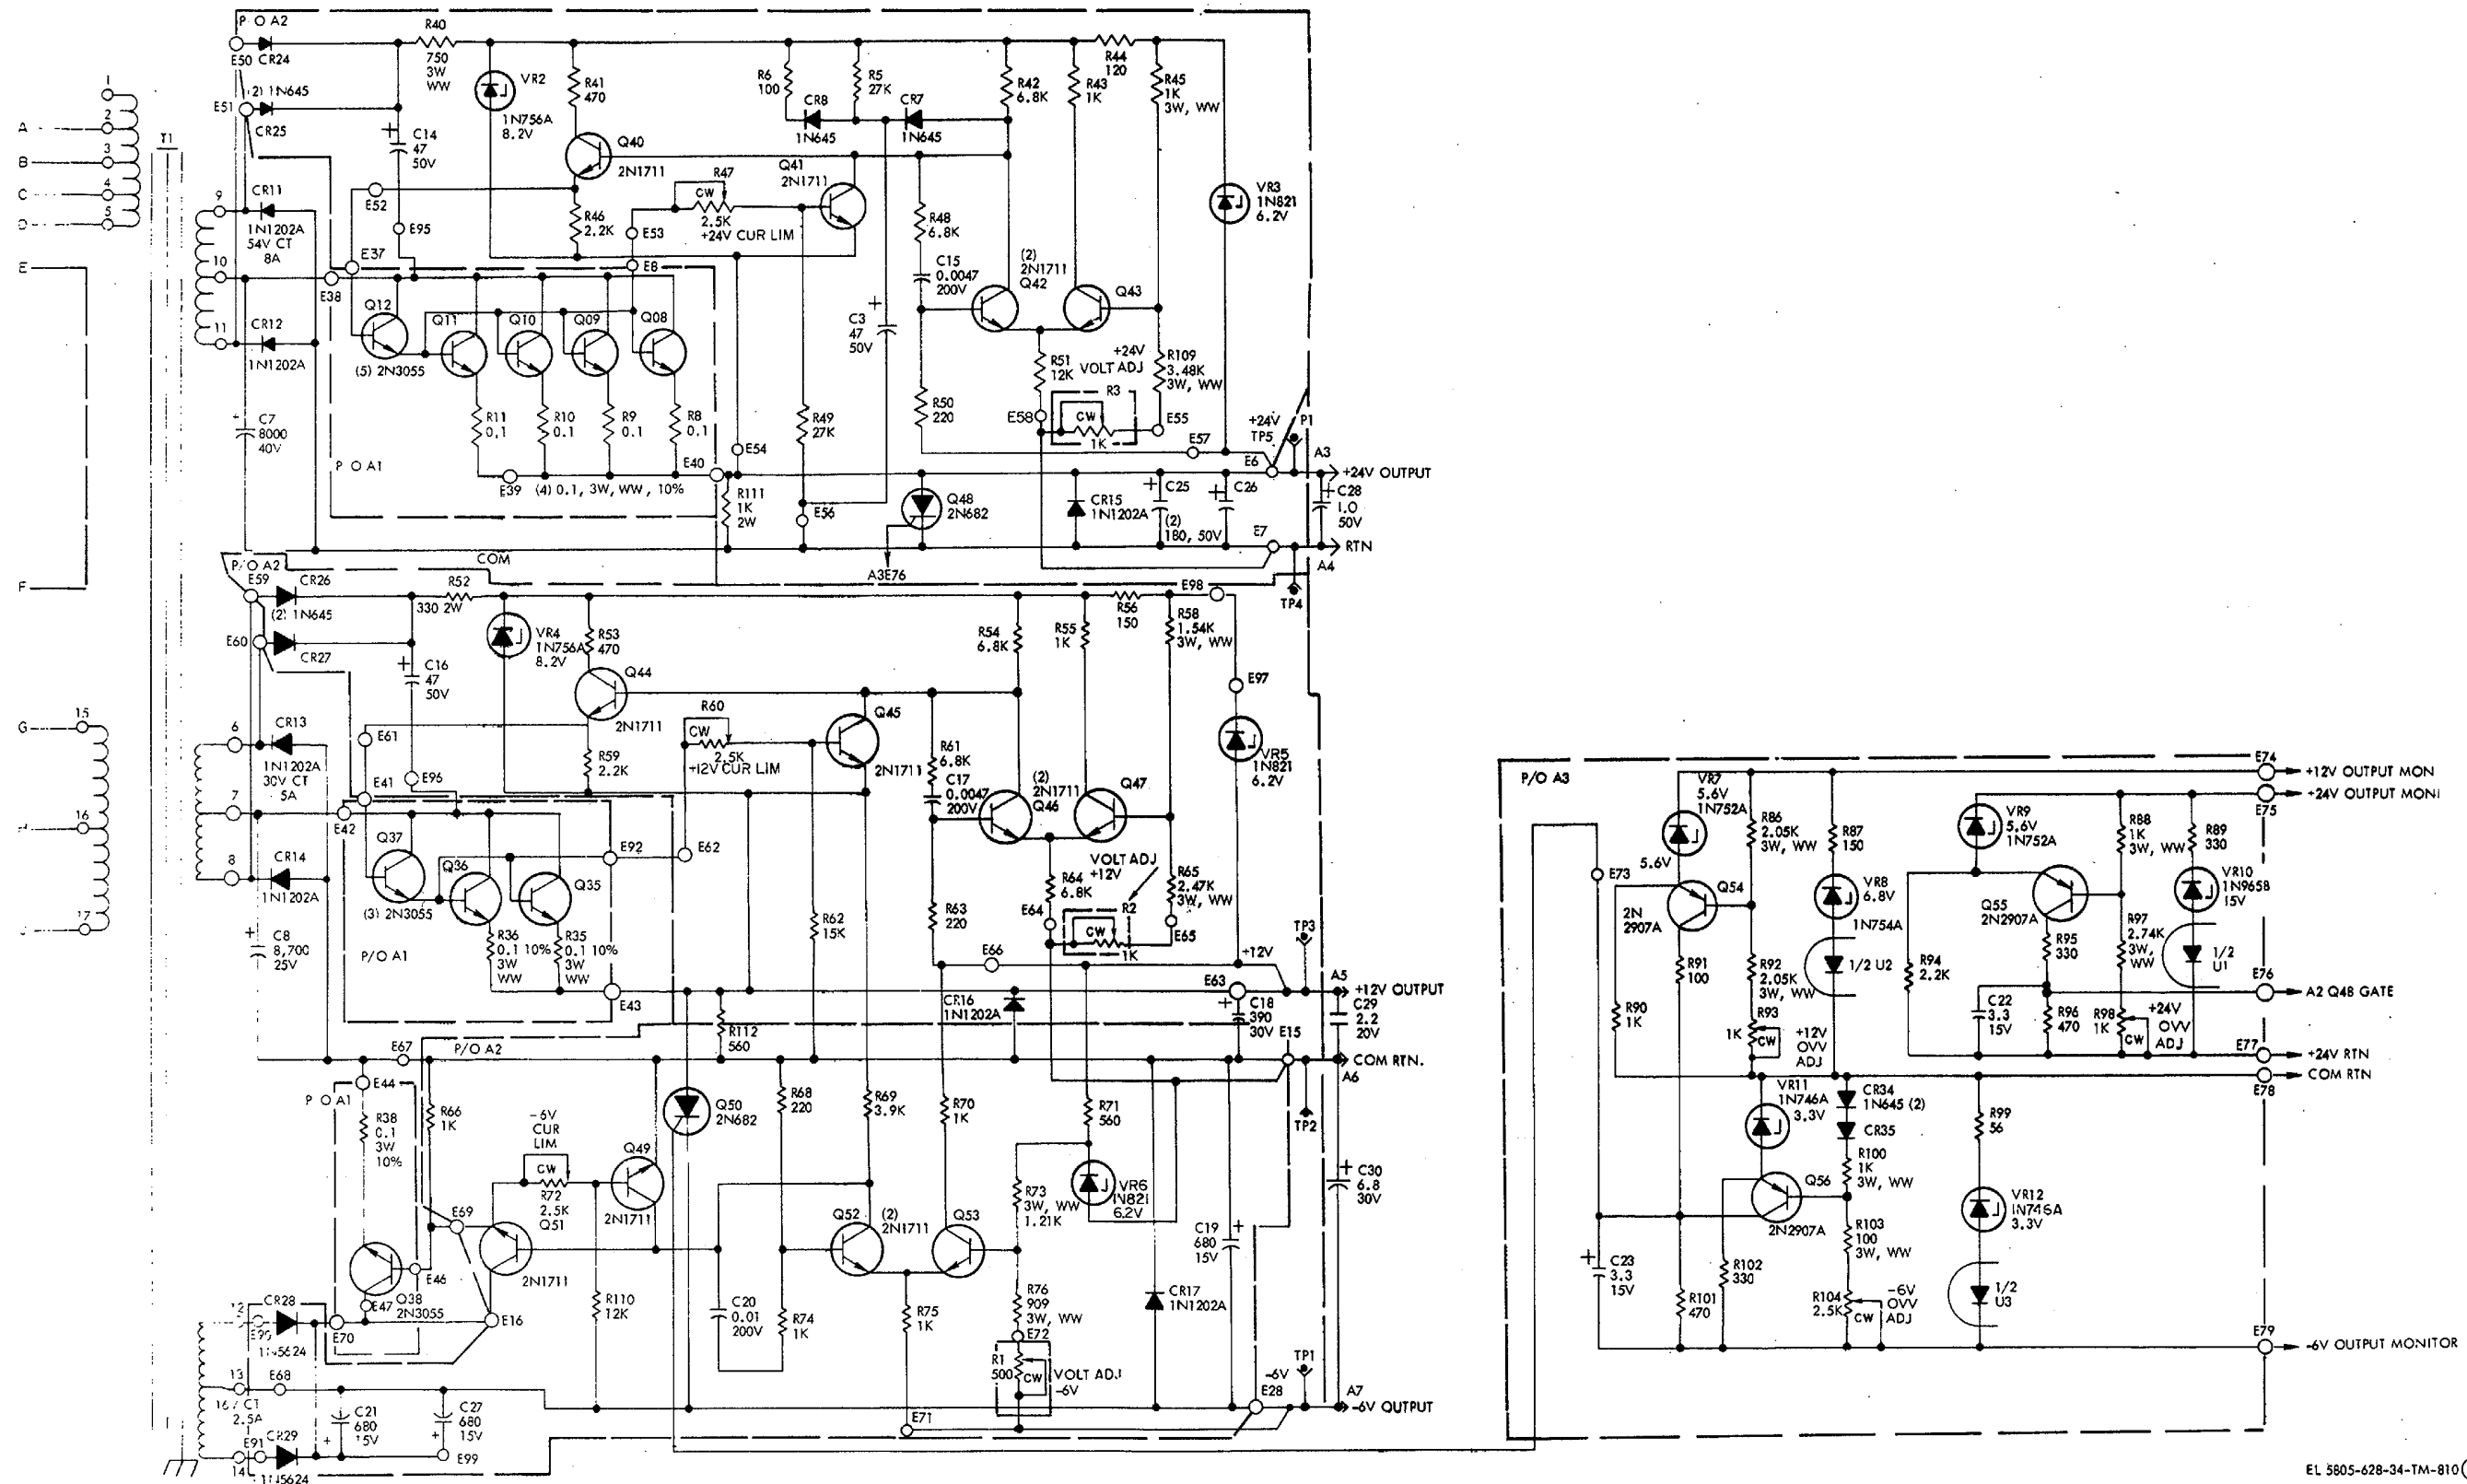 P O A2
E50
CR24
R40
750
3W
WW
E51
(2) 1N645
CR25
C14
47
50V
VR2
1N756A
8.2V
R41
470
Q40
2N1711
R6
100
CR8
1N645
R5
27K
CR7
1N645
R42
6.8K
R43
1K
R44
120
R45
1K
3W, WW
VR3
1N821
6.2V
1
2
3
4
5
A
B
C
D
E
F
T1
9
10
11
CR11
1N1202A
54V CT
8A
CR12
1N1202A
C7
8000
40V
E52
E95
E37
E38
R46
2.2K
R47
CW
2.5K
+24V CUR LIM
E53
E8
Q41
2N1711
R48
6.8K
C15
0.0047
200V
(2)
2N1711
Q42
Q43
C3
47
50V
Q12
Q11
Q10
Q09
Q08
(5) 2N3055
R11
0.1
R10
0.1
R9
0.1
R8
0.1
P O A1
E39
(4) 0.1, 3W, WW, 10%
E40
E54
R111
1K
2W
R49
27K
E56
R50
220
R51
12K
+24V
VOLT ADJ
R3
CW
1K
E58
R109
3.48K
3W, WW
E55
E57
+24V
TP5
P1
E6
A3
+24V OUTPUT
Q48
2N682
A3E76
CR15
1N1202A
C25
(2)
180, 50V
C26
C28
1.0
50V
E7
RTN
A4
TP4
COM
P/O A2
E59
CR26
(2) 1N645
E60
CR27
R52
330 2W
C16
47
50V
VR4
1N756A
8.2V
R53
470
Q44
2N1711
R54
6.8K
R55
1K
R56
150
R58
1.54K
3W, WW
E98
E97
VR5
1N821
6.2V
G
15
16
17
6
7
8
CR13
1N1202A
30V CT
5A
CR14
1N1202A
C8
8,700
25V
E61
E96
E41
E42
R59
2.2K
R60
CW
2.5K
+12V CUR LIM
Q45
2N1711
R61
6.8K
C17
0.0047
200V
(2)
2N1711
Q46
Q47
Q37
Q36
Q35
(3) 2N3055
E92
E62
R36
0.1 10%
3W
WW
R35
0.1 10%
3W
WW
P/O A1
E43
R62
15K
R63
220
R64
6.8K
VOLT ADJ
+12V
R2
CW
1K
E64
R65
2.47K
3W, WW
E65
E66
+12V
TP3
E63
A5
+12V OUTPUT
CR16
1N1202A
C18
390
30V
C29
2.2
20V
R112
560
E15
E67
P/O A2
COM RTN.
A6
TP2
E44
P O A1
R38
0.1
3W
10%
R66
1K
-6V
CUR
LIM
CW
R72
2.5K
Q51
2N1711
Q49
2N1711
Q50
2N682
R68
220
R69
3.9K
R70
1K
R71
560
VR6
1N821
6.2V
R73
3W, WW
1.21K
E69
E46
E47
Q38
2N3055
E16
E70
Q52
(2)
2N1711
Q53
C19
680
15V
C30
6.8
30V
CR17
1N1202A
12
CR28
1N5624
13
E68
16 CT
2.5A
14
E91
CR29
1N5624
C21
680
15V
C27
680
15V
E99
R110
12K
C20
0.01
200V
R74
1K
R75
1K
R76
909
3W, WW
E72
R1
500
CW
VOLT ADJ
-6V
E71
-6V
E28
TP1
A7
-6V OUTPUT
P/O A3
E73
VR7
5.6V
1N752A
5.6V
Q54
2N
2907A
R86
2.05K
3W, WW
R87
150
VR8
6.8V
1N754A
1/2 U2
R90
1K
R91
100
R92
2.05K
3W, WW
R93
1K
CW
+12V
OVV
ADJ
VR9
5.6V
1N752A
Q55
2N2907A
R88
1K
3W, WW
R89
330
VR10
1N965B
15V
R94
2.2K
R95
330
R97
2.74K
3W,
WW
1/2
U1
C22
3.3
15V
R96
470
R98
1K
CW
+24V
OVV
ADJ
E74
+12V OUTPUT MON
+24V OUTPUT MONI
E75
E76
A2 Q48 GATE
E77
+24V RTN
COM RTN
E78
VR11
1N746A
3.3V
CR34
1N645 (2)
CR35
R100
1K
3W, WW
R99
56
Q56
2N2907A
R103
100
3W, WW
VR12
1N746A
3.3V
C23
3.3
15V
R101
470
R102
330
R104
2.5K
CW
-6V
OVV
ADJ
1/2
U3
E79
-6V OUTPUT MONITOR
EL 5805-628-34-TM-810